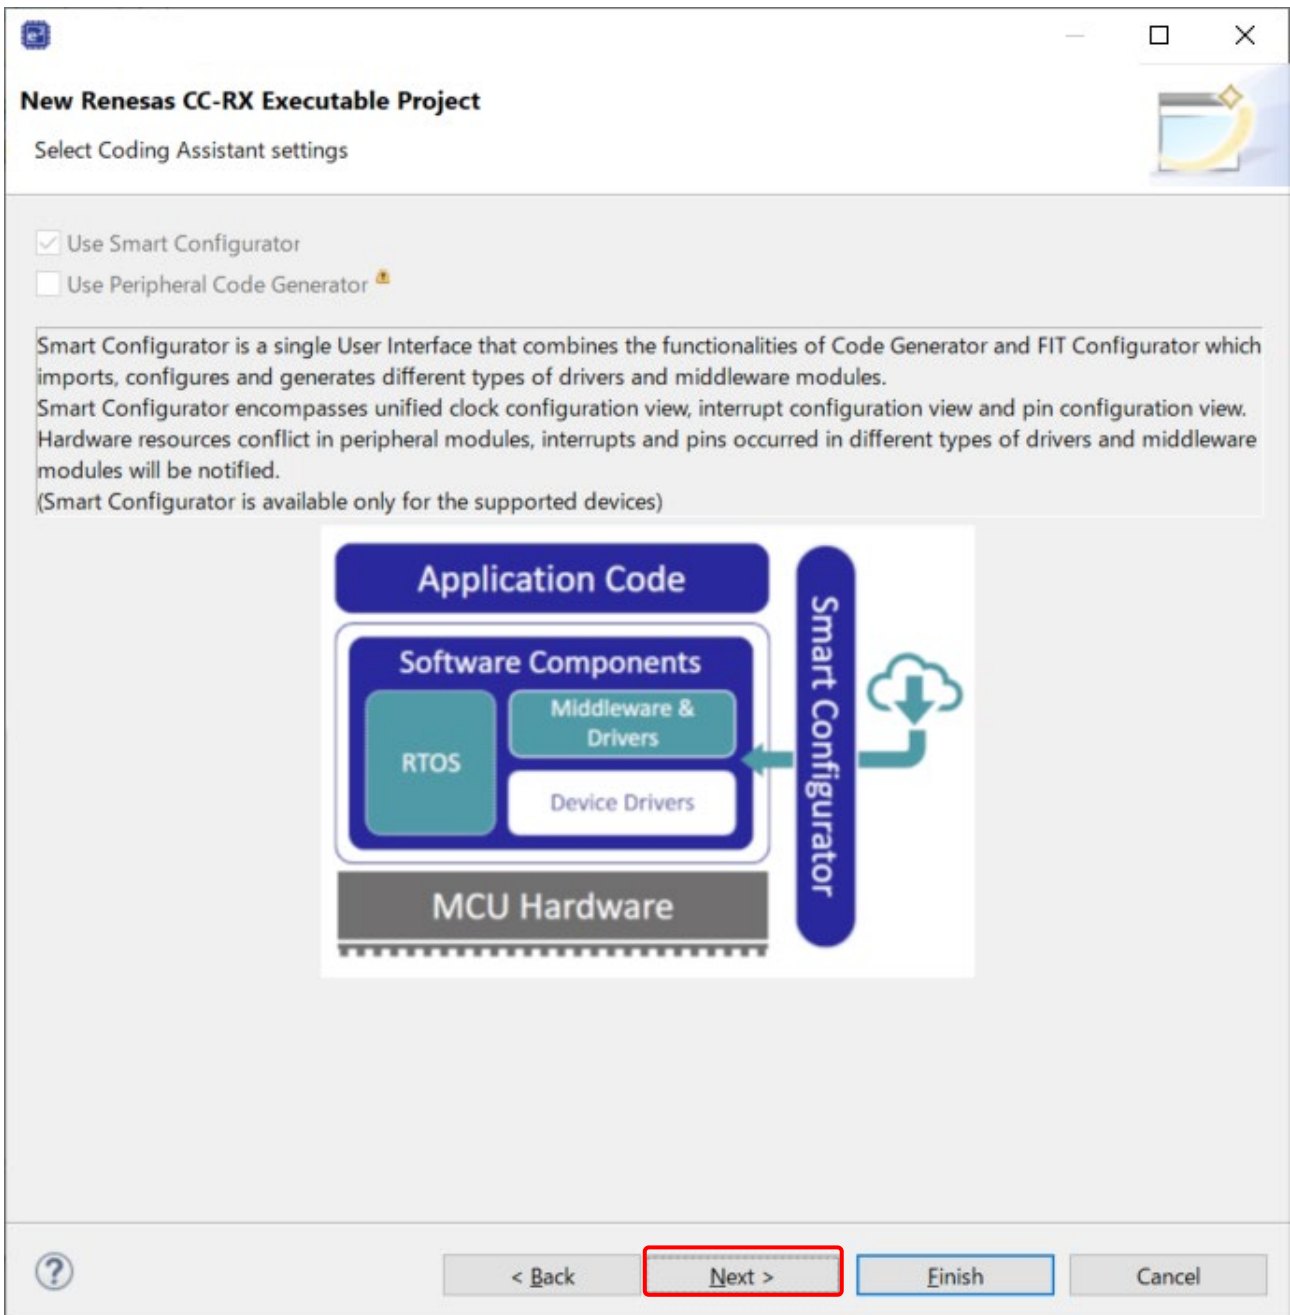 New Renesas CC-RX Executable Project
Select Coding Assistant settings
Use Smart Configurator
Use Peripheral Code Generator
Smart Configurator is a single User Interface that combines the functionalities of Code Generator and FIT Configurator which
imports, configures and generates different types of drivers and middleware modules.
Smart Configurator encompasses unified clock configuration view, interrupt configuration view and pin configuration view.
Hardware resources conflict in peripheral modules, interrupts and pins occurred in different types of drivers and middleware
modules will be notified.
(Smart Configurator is available only for the supported devices)
Application Code
Software Components
RTOS
Middleware &
Drivers
Device Drivers
MCU Hardware
Smart Configurator
? < Back Next > Finish Cancel